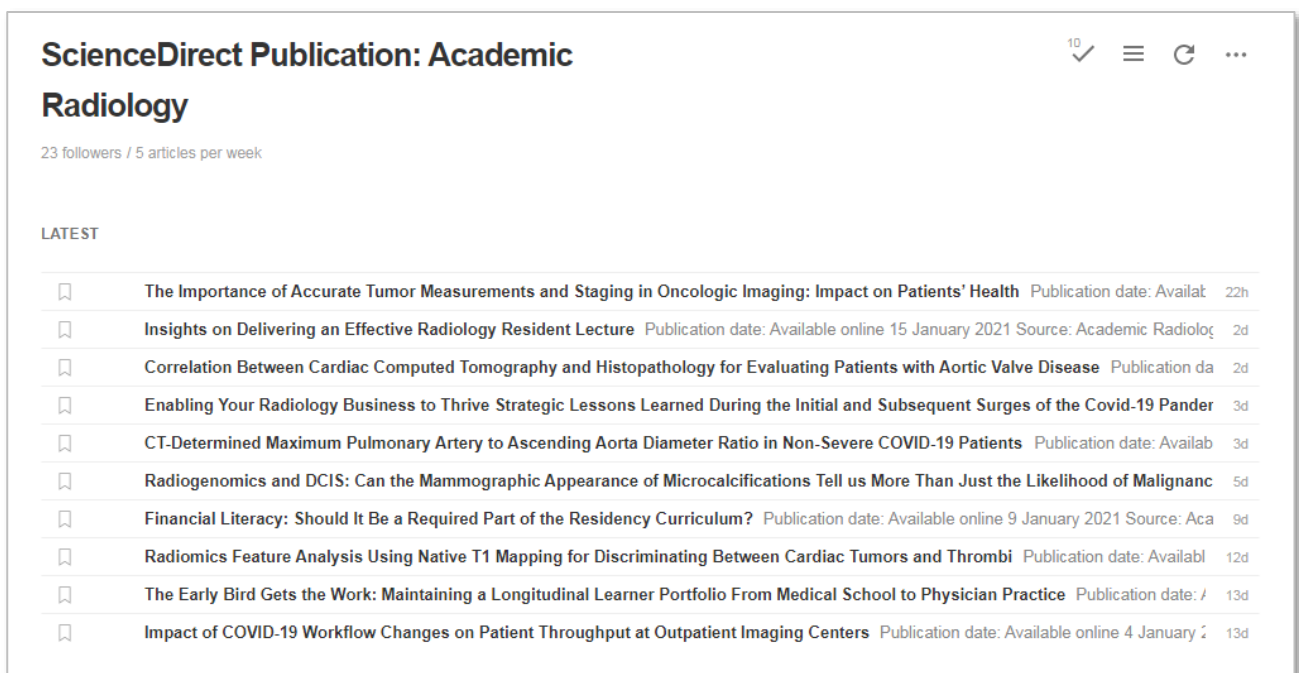 ScienceDirect Publication: Academic
Radiology
10
23 followers / 5 articles per week
LATEST
The Importance of Accurate Tumor Measurements and Staging in Oncologic Imaging: Impact on Patients' Health Publication date: Availab 22h
Insights on Delivering an Effective Radiology Resident Lecture Publication date: Available online 15 January 2021 Source: Academic Radiolog 2d
Correlation Between Cardiac Computed Tomography and Histopathology for Evaluating Patients with Aortic Valve Disease Publication da 2d
Enabling Your Radiology Business to Thrive Strategic Lessons Learned During the Initial and Subsequent Surges of the Covid-19 Pander 3d
CT-Determined Maximum Pulmonary Artery to Ascending Aorta Diameter Ratio in Non-Severe COVID-19 Patients Publication date: Availab 3d
Radiogenomics and DCIS: Can the Mammographic Appearance of Microcalcifications Tell us More Than Just the Likelihood of Malignanc 5d
Financial Literacy: Should It Be a Required Part of the Residency Curriculum? Publication date: Available online 9 January 2021 Source: Aca 9d
Radiomics Feature Analysis Using Native T1 Mapping for Discriminating Between Cardiac Tumors and Thrombi Publication date: Availabl 12d
The Early Bird Gets the Work: Maintaining a Longitudinal Learner Portfolio From Medical School to Physician Practice Publication date: 13d
Impact of COVID-19 Workflow Changes on Patient Throughput at Outpatient Imaging Centers Publication date: Available online 4 January 13d